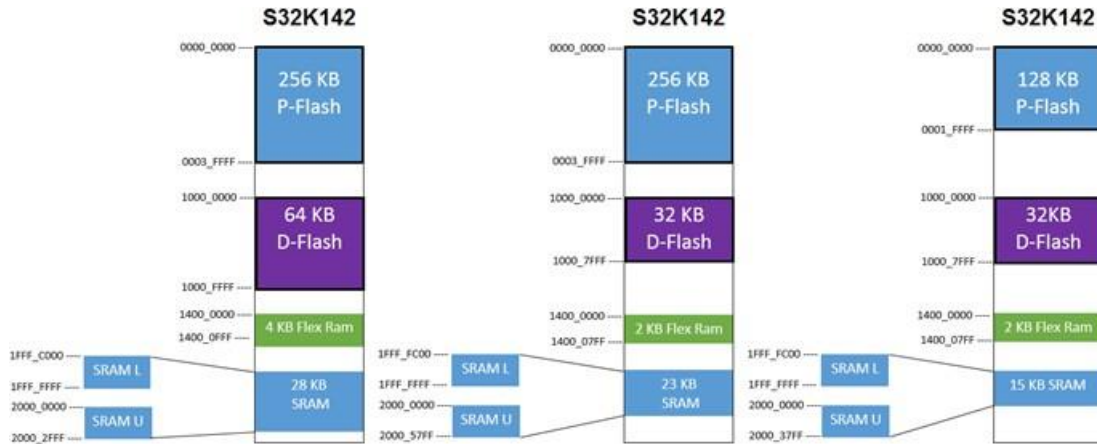 S32K142
0000_0000 ----
256 KB
P-Flash
0003_FFFF ----
1000_0000 ----
64 KB
D-Flash
1000_FFFF ----
1400_0000 ----
4 KB Flex Ram
1400_0FFF ----
1FFF_C000 ----
SRAM L
1FFF_FFFF ----
28 KB
SRAM
2000_0000 ----
SRAM U
2000_2FFF ----
S32K142
0000_0000 ----
256 KB
P-Flash
0003_FFFF ----
1000_0000 ----
32 KB
D-Flash
1000_7FFF ----
1400_0000 ----
2 KB Flex Ram
1400_07FF ----
1FFF_FC00 ----
SRAM L
1FFF_FFFF ----
23 KB
SRAM
2000_0000 ----
SRAM U
2000_57FF ----
S32K142
0000_0000 ----
128 KB
P-Flash
0001_FFFF ----
1000_0000 ----
32KB
D-Flash
1000_7FFF ----
1400_0000 ----
2 KB Flex Ram
1400_07FF ----
1FFF_FC00 ----
SRAM L
1FFF_FFFF ----
15 KB SRAM
2000_0000 ----
SRAM U
2000_37FF ----